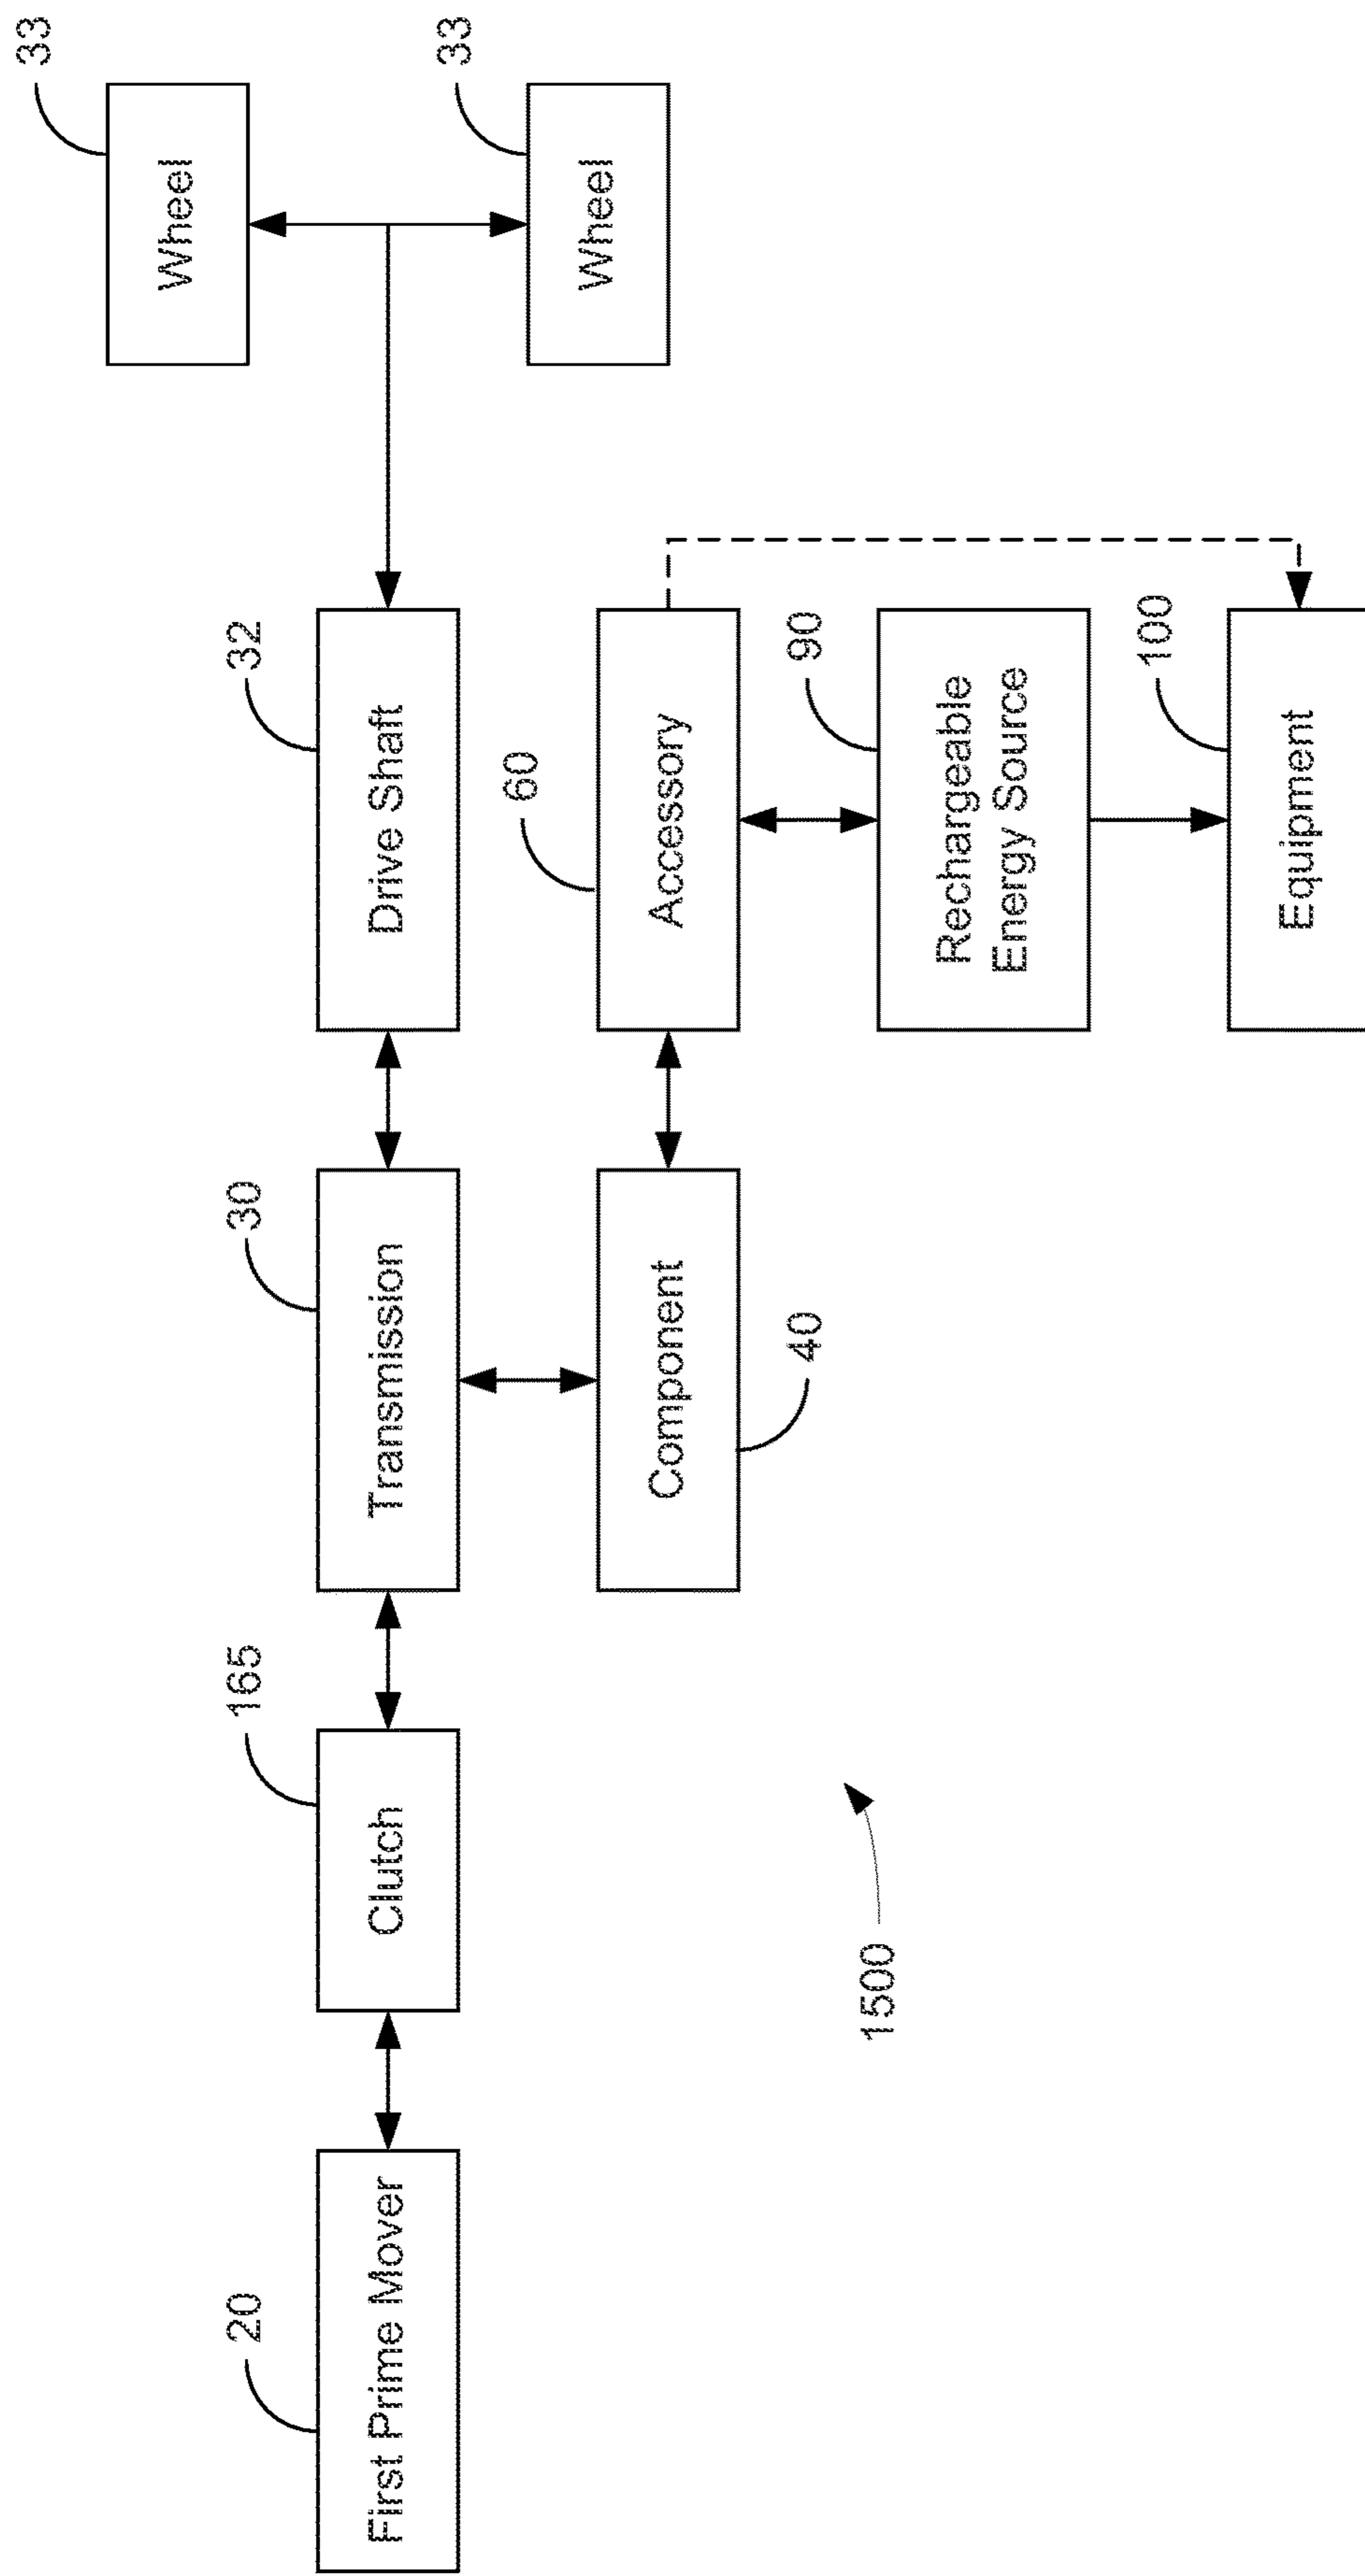 33
Wheel
33
Wheel
20
First Prime Mover
165
Clutch
30
Transmission
32
Drive Shaft
40
Component
60
Accessory
90
Rechargeable
Energy Source
100
Equipment
1500